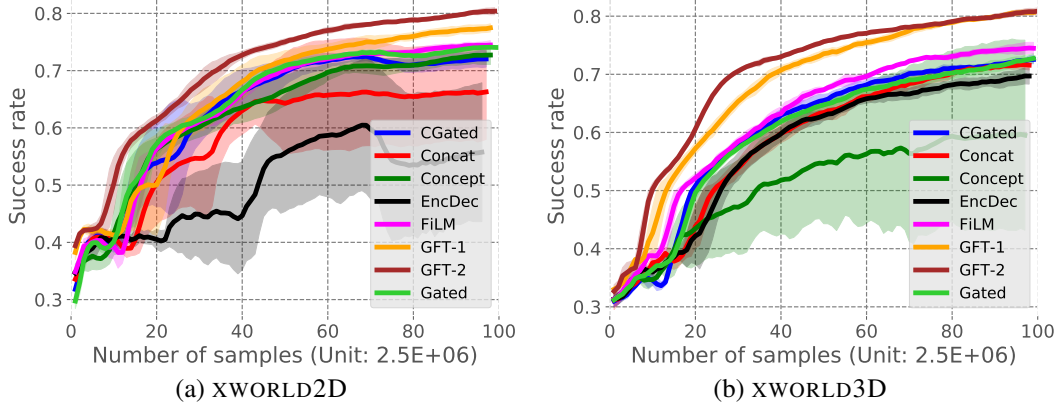 Success rate
0.8
0.7
0.6
0.5
0.4
0.3
0
20
40
60
80
100
CGated
Concat
Concept
EncDec
FiLM
GFT-1
GFT-2
Gated
Number of samples (Unit: 2.5E+06)
(a) XWORLD2D
Success rate
0.8
0.7
0.6
0.5
0.4
0.3
0
20
40
60
80
100
CGated
Concat
Concept
EncDec
FiLM
GFT-1
GFT-2
Gated
Number of samples (Unit: 2.5E+06)
(b) XWORLD3D